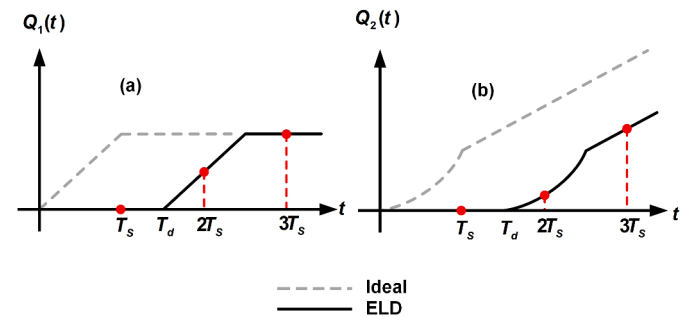 Q1(t) Q2(t)
(a) (b)
TS Td 2TS 3TS t TS Td 2TS 3TS t
Ideal
ELD